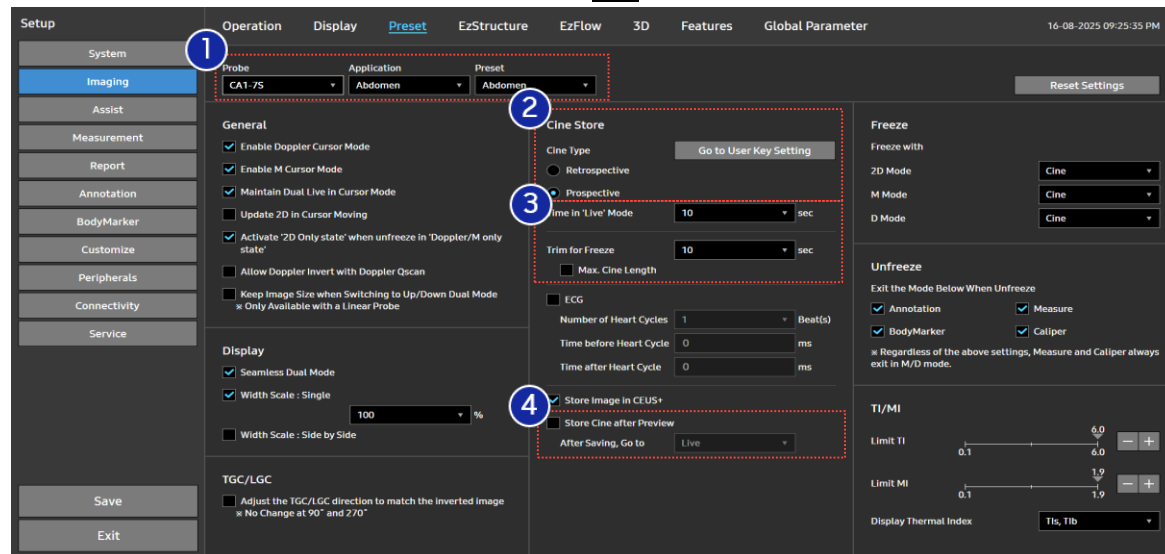 Setup
Operation Display Preset EzStructure EzFlow 3D Features Global Parameter 16-08-2025 09:25:35 PM
System
Imaging
Assist
Measurement
Report
Annotation
BodyMarker
Customize
Peripherals
Connectivity
Service
Save
Exit
1
Probe Application Preset
CA1-7S Abdomen Abdomen
Reset Settings
General
Enable Doppler Cursor Mode
Enable M Cursor Mode
Maintain Dual Live in Cursor Mode
Update 2D in Cursor Moving
Activate '2D Only state' when unfreeze in 'Doppler/M only
state'
Allow Doppler Invert with Doppler Qscan
Keep Image Size when Switching to Up/Down Dual Mode
※ Only Available with a Linear Probe
Display
Seamless Dual Mode
Width Scale : Single
100 %
Width Scale : Side by Side
TGC/LGC
Adjust the TGC/LGC direction to match the inverted image
※ No Change at 90˚ and 270˚
2
Cine Store
Cine Type Go to User Key Setting
Retrospective
Prospective
3
Time in 'Live' Mode 10 sec
Trim for Freeze 10 sec
Max. Cine Length
ECG
Number of Heart Cycles 1 Beat(s)
Time before Heart Cycle 0 ms
Time after Heart Cycle 0 ms
Store Image in CEUS+
4
Store Cine after Preview
After Saving, Go to Live
Freeze
Freeze with
2D Mode Cine
M Mode Cine
D Mode Cine
Unfreeze
Exit the Mode Below When Unfreeze
Annotation Measure
BodyMarker Caliper
※ Regardless of the above settings, Measure and Caliper always
exit in M/D mode.
TI/MI
6.0
Limit TI
0.1 6.0
1.9
Limit MI
0.1 1.9
Display Thermal Index TIs, TIb